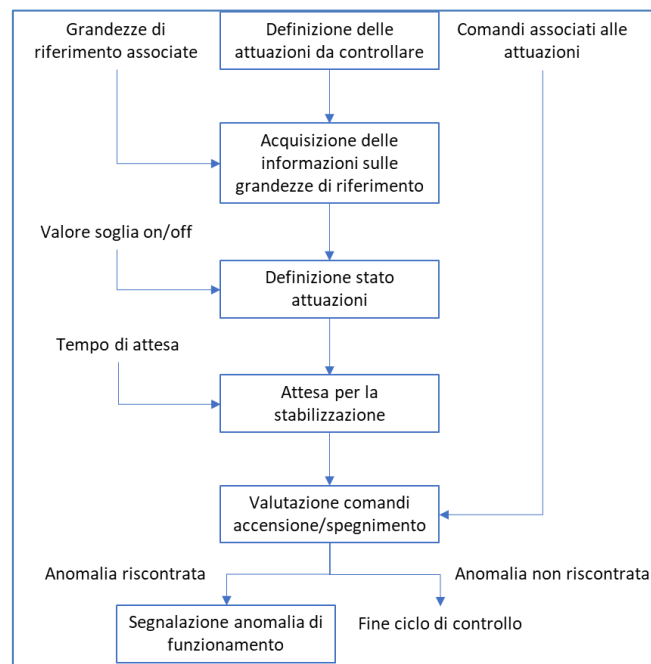 Grandezze di
riferimento associate
Definizione delle
attuazioni da controllare
Comandi associati alle
attuazioni
Acquisizione delle
informazioni sulle
grandezze di riferimento
Valore soglia on/off
Definizione stato
attuazioni
Tempo di attesa
Attesa per la
stabilizzazione
Valutazione comandi
accensione/spegnimento
Anomalia riscontrata
Anomalia non riscontrata
Segnalazione anomalia di
funzionamento
Fine ciclo di controllo